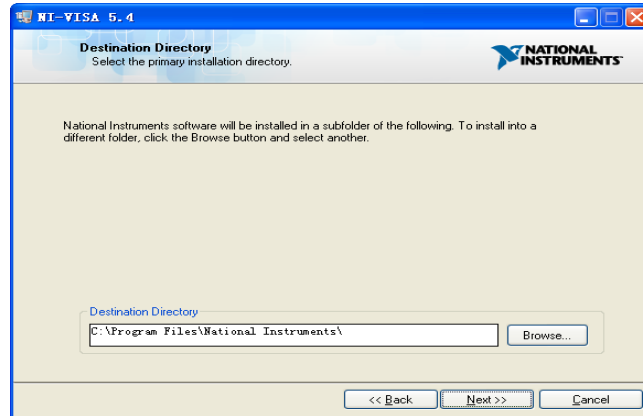 NI-VISA 5.4
Destination Directory
Select the primary installation directory.
NATIONAL
INSTRUMENTS™
National Instruments software will be installed in a subfolder of the following. To install into a
different folder, click the Browse button and select another.
Destination Directory
C:\Program Files\National Instruments\
Browse...
<< Back
Next >>
Cancel